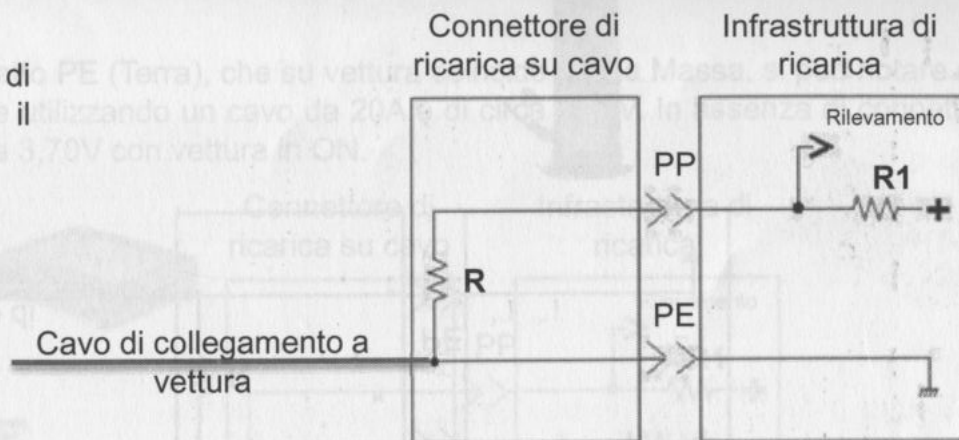 Connettore di
ricarica su cavo
Infrastruttura di
ricarica
di
il
Rilevamento
PP
R1
R
PE
Cavo di collegamento a
vettura